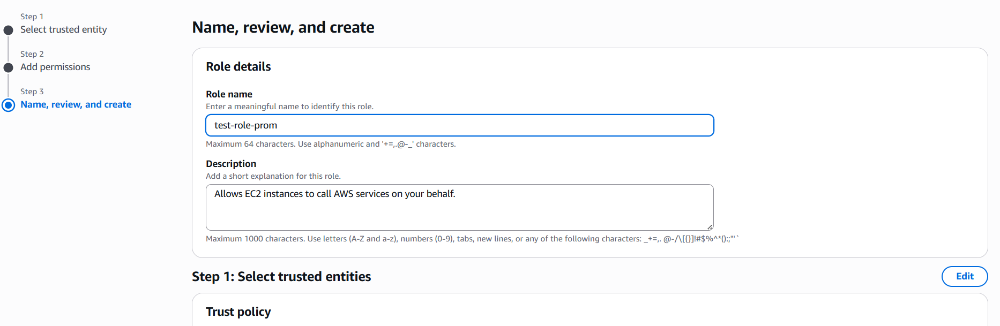 Step 1
Select trusted entity
Step 2
Add permissions
Step 3
Name, review, and create
Name, review, and create
Role details
Role name
Enter a meaningful name to identify this role.
test-role-prom
Maximum 64 characters. Use alphanumeric and '+=,.@-_' characters.
Description
Add a short explanation for this role.
Allows EC2 instances to call AWS services on your behalf.
Maximum 1000 characters. Use letters (A-Z and a-z), numbers (0-9), tabs, new lines, or any of the following characters: _+=,. @-/\[{}]!#$%^*():;"'`
Step 1: Select trusted entities
Edit
Trust policy